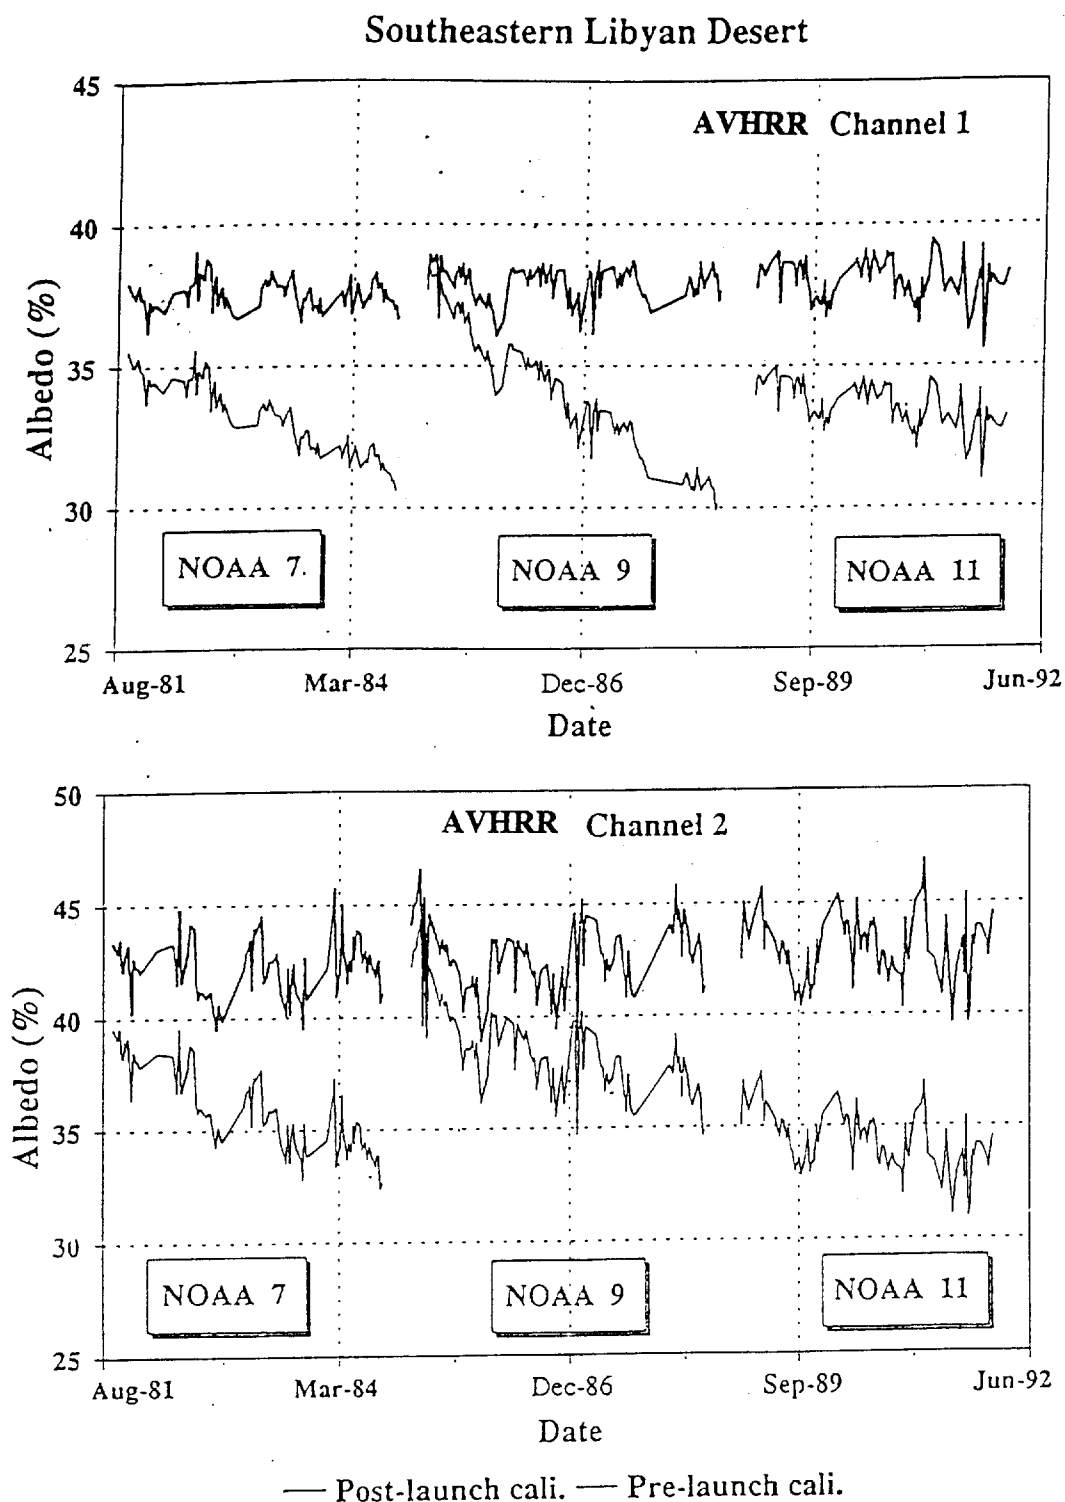 Southeastern Libyan Desert
45
AVHRR Channel 1
40
35
30
25
Albedo (%)
NOAA 7
NOAA 9
NOAA 11
Aug-81 Mar-84 Dec-86 Sep-89 Jun-92
Date
50
AVHRR Channel 2
45
40
35
30
25
Albedo (%)
NOAA 7
NOAA 9
NOAA 11
Aug-81 Mar-84 Dec-86 Sep-89 Jun-92
Date
— Post-launch cali. — Pre-launch cali.